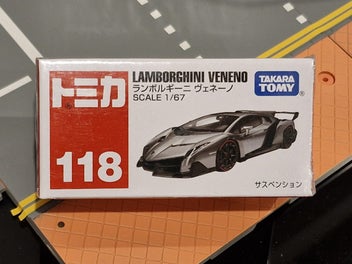 トミカ
118
LAMBORGHINI VENENO
ランボルギーニ ヴェネーノ
SCALE 1/67
TAKARA
TOMY
®
サスペンション